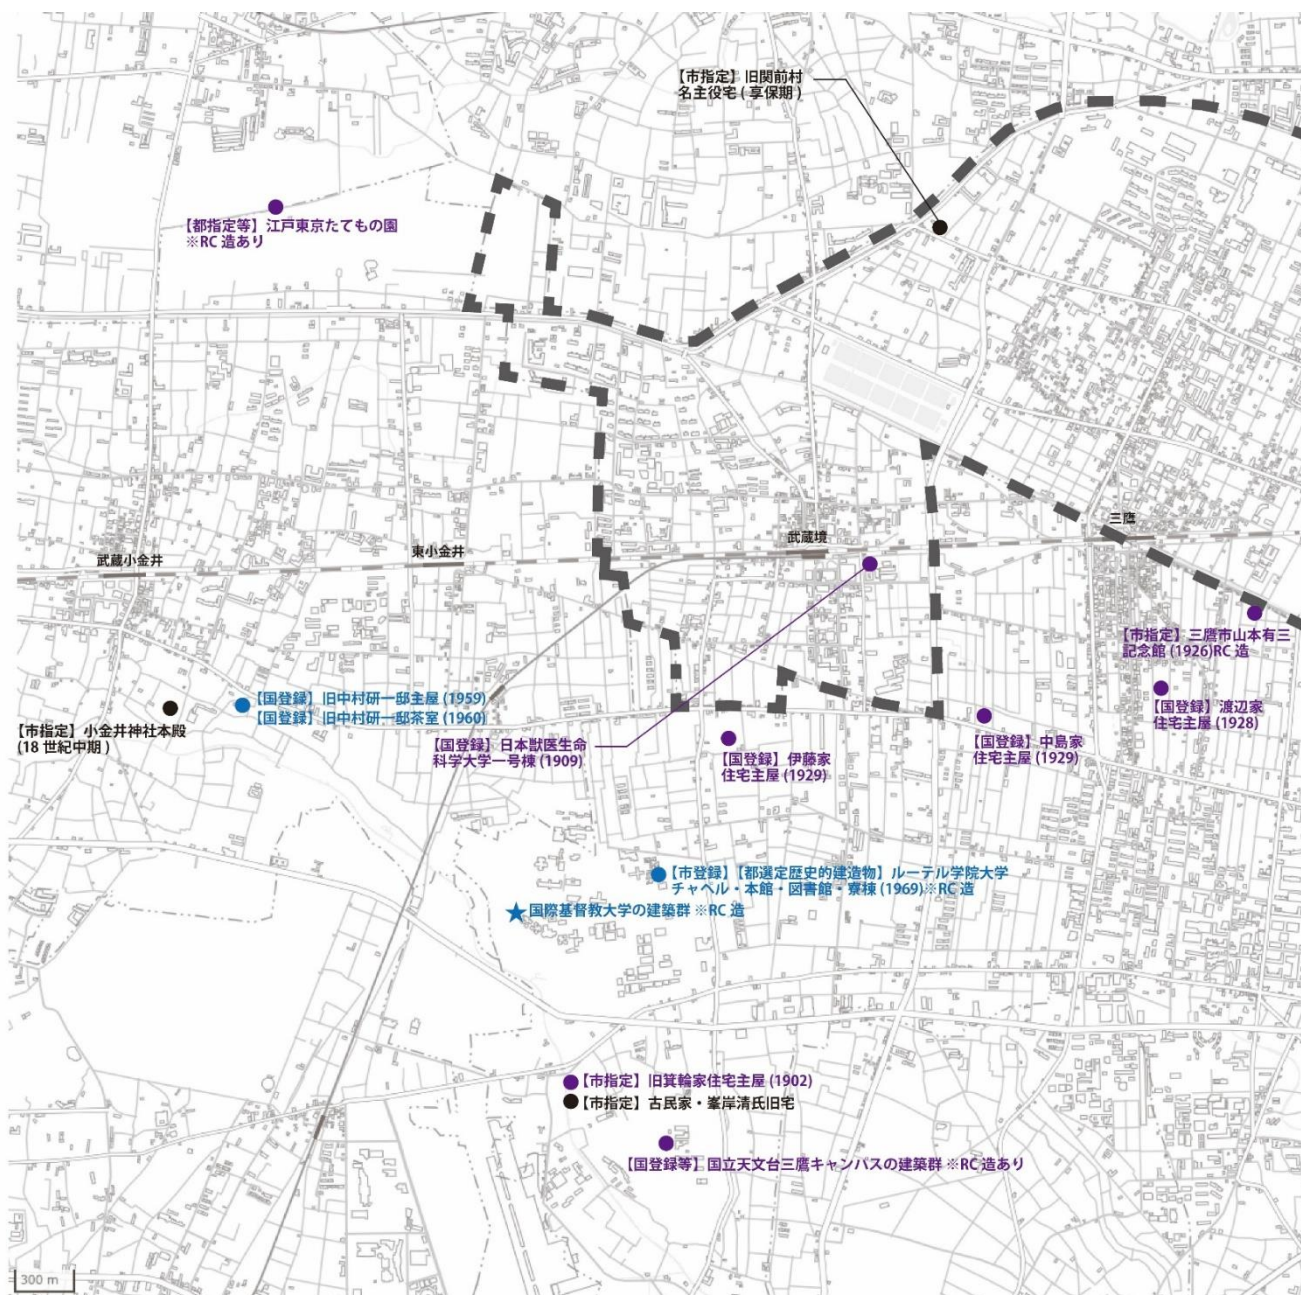 【市指定】旧関前村
名主役宅 ( 享保期 )
【都指定等】江戸東京たてもの園
※RC 造あり
三鷹
武蔵境
東小金井
武蔵小金井
【市指定】三鷹市山本有三
記念館 (1926)RC 造
【国登録】旧中村研一邸主屋 (1959)
【国登録】旧中村研一邸茶室 (1960)
【国登録】渡辺家
住宅主屋 (1928)
【市指定】小金井神社本殿
(18 世紀中期 )
【国登録】日本獣医生命
科学大学一号棟 (1909)
【国登録】伊藤家
住宅主屋 (1929)
【国登録】中島家
住宅主屋 (1929)
【市登録】【都選定歴史的建造物】ルーテル学院大学
チャペル・本館・図書館・寮棟 (1969)※RC 造
国際基督教大学の建築群 ※RC 造
【市指定】旧箕輪家住宅主屋 (1902)
【市指定】古民家・峯岸清氏旧宅
【国登録等】国立天文台三鷹キャンパスの建築群 ※RC 造あり
300 m